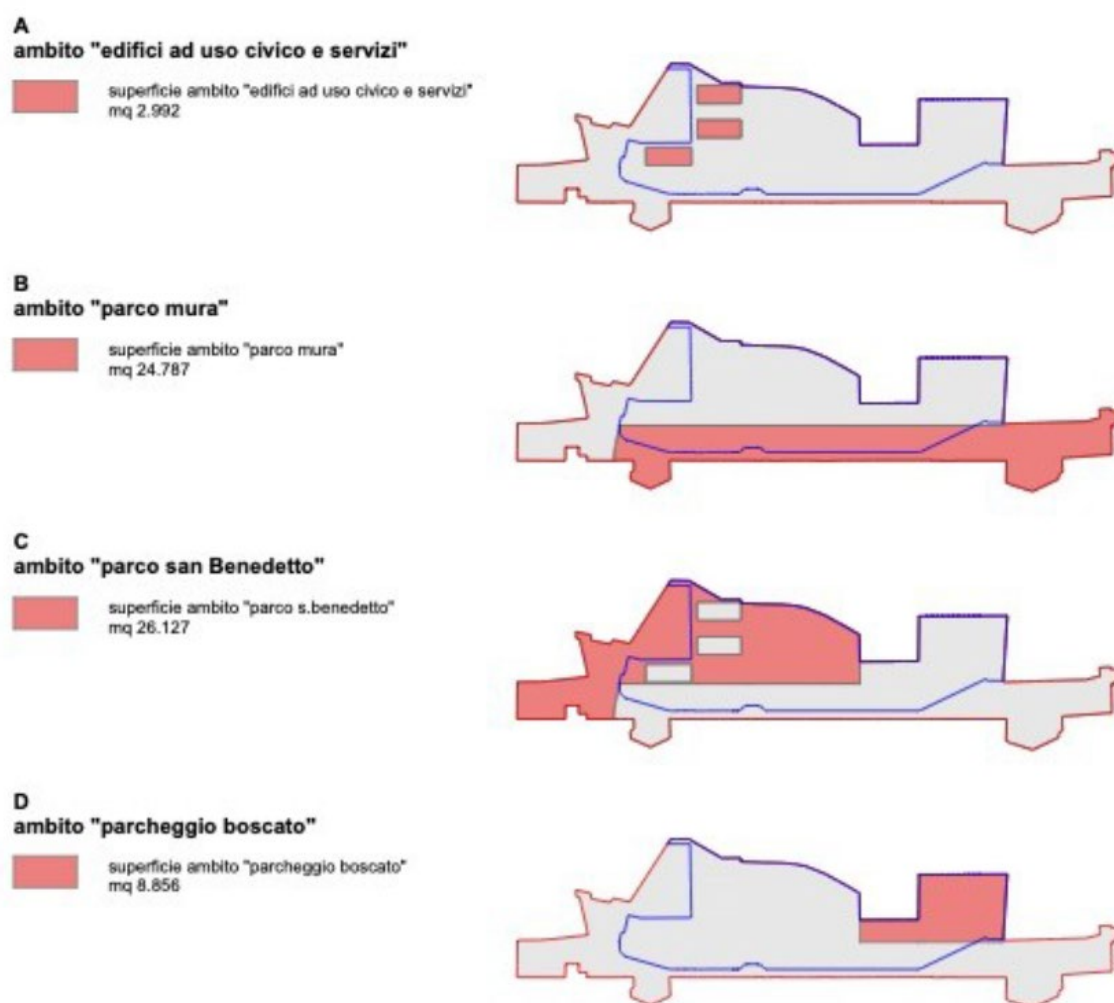 A
ambito "edifici ad uso civico e servizi"
superficie ambito "edifici ad uso civico e servizi"
mq 2.992
B
ambito "parco mura"
superficie ambito "parco mura"
mq 24.787
C
ambito "parco san Benedetto"
superficie ambito "parco s.benedetto"
mq 26.127
D
ambito "parcheggio boscato"
superficie ambito "parcheggio boscato"
mq 8.856